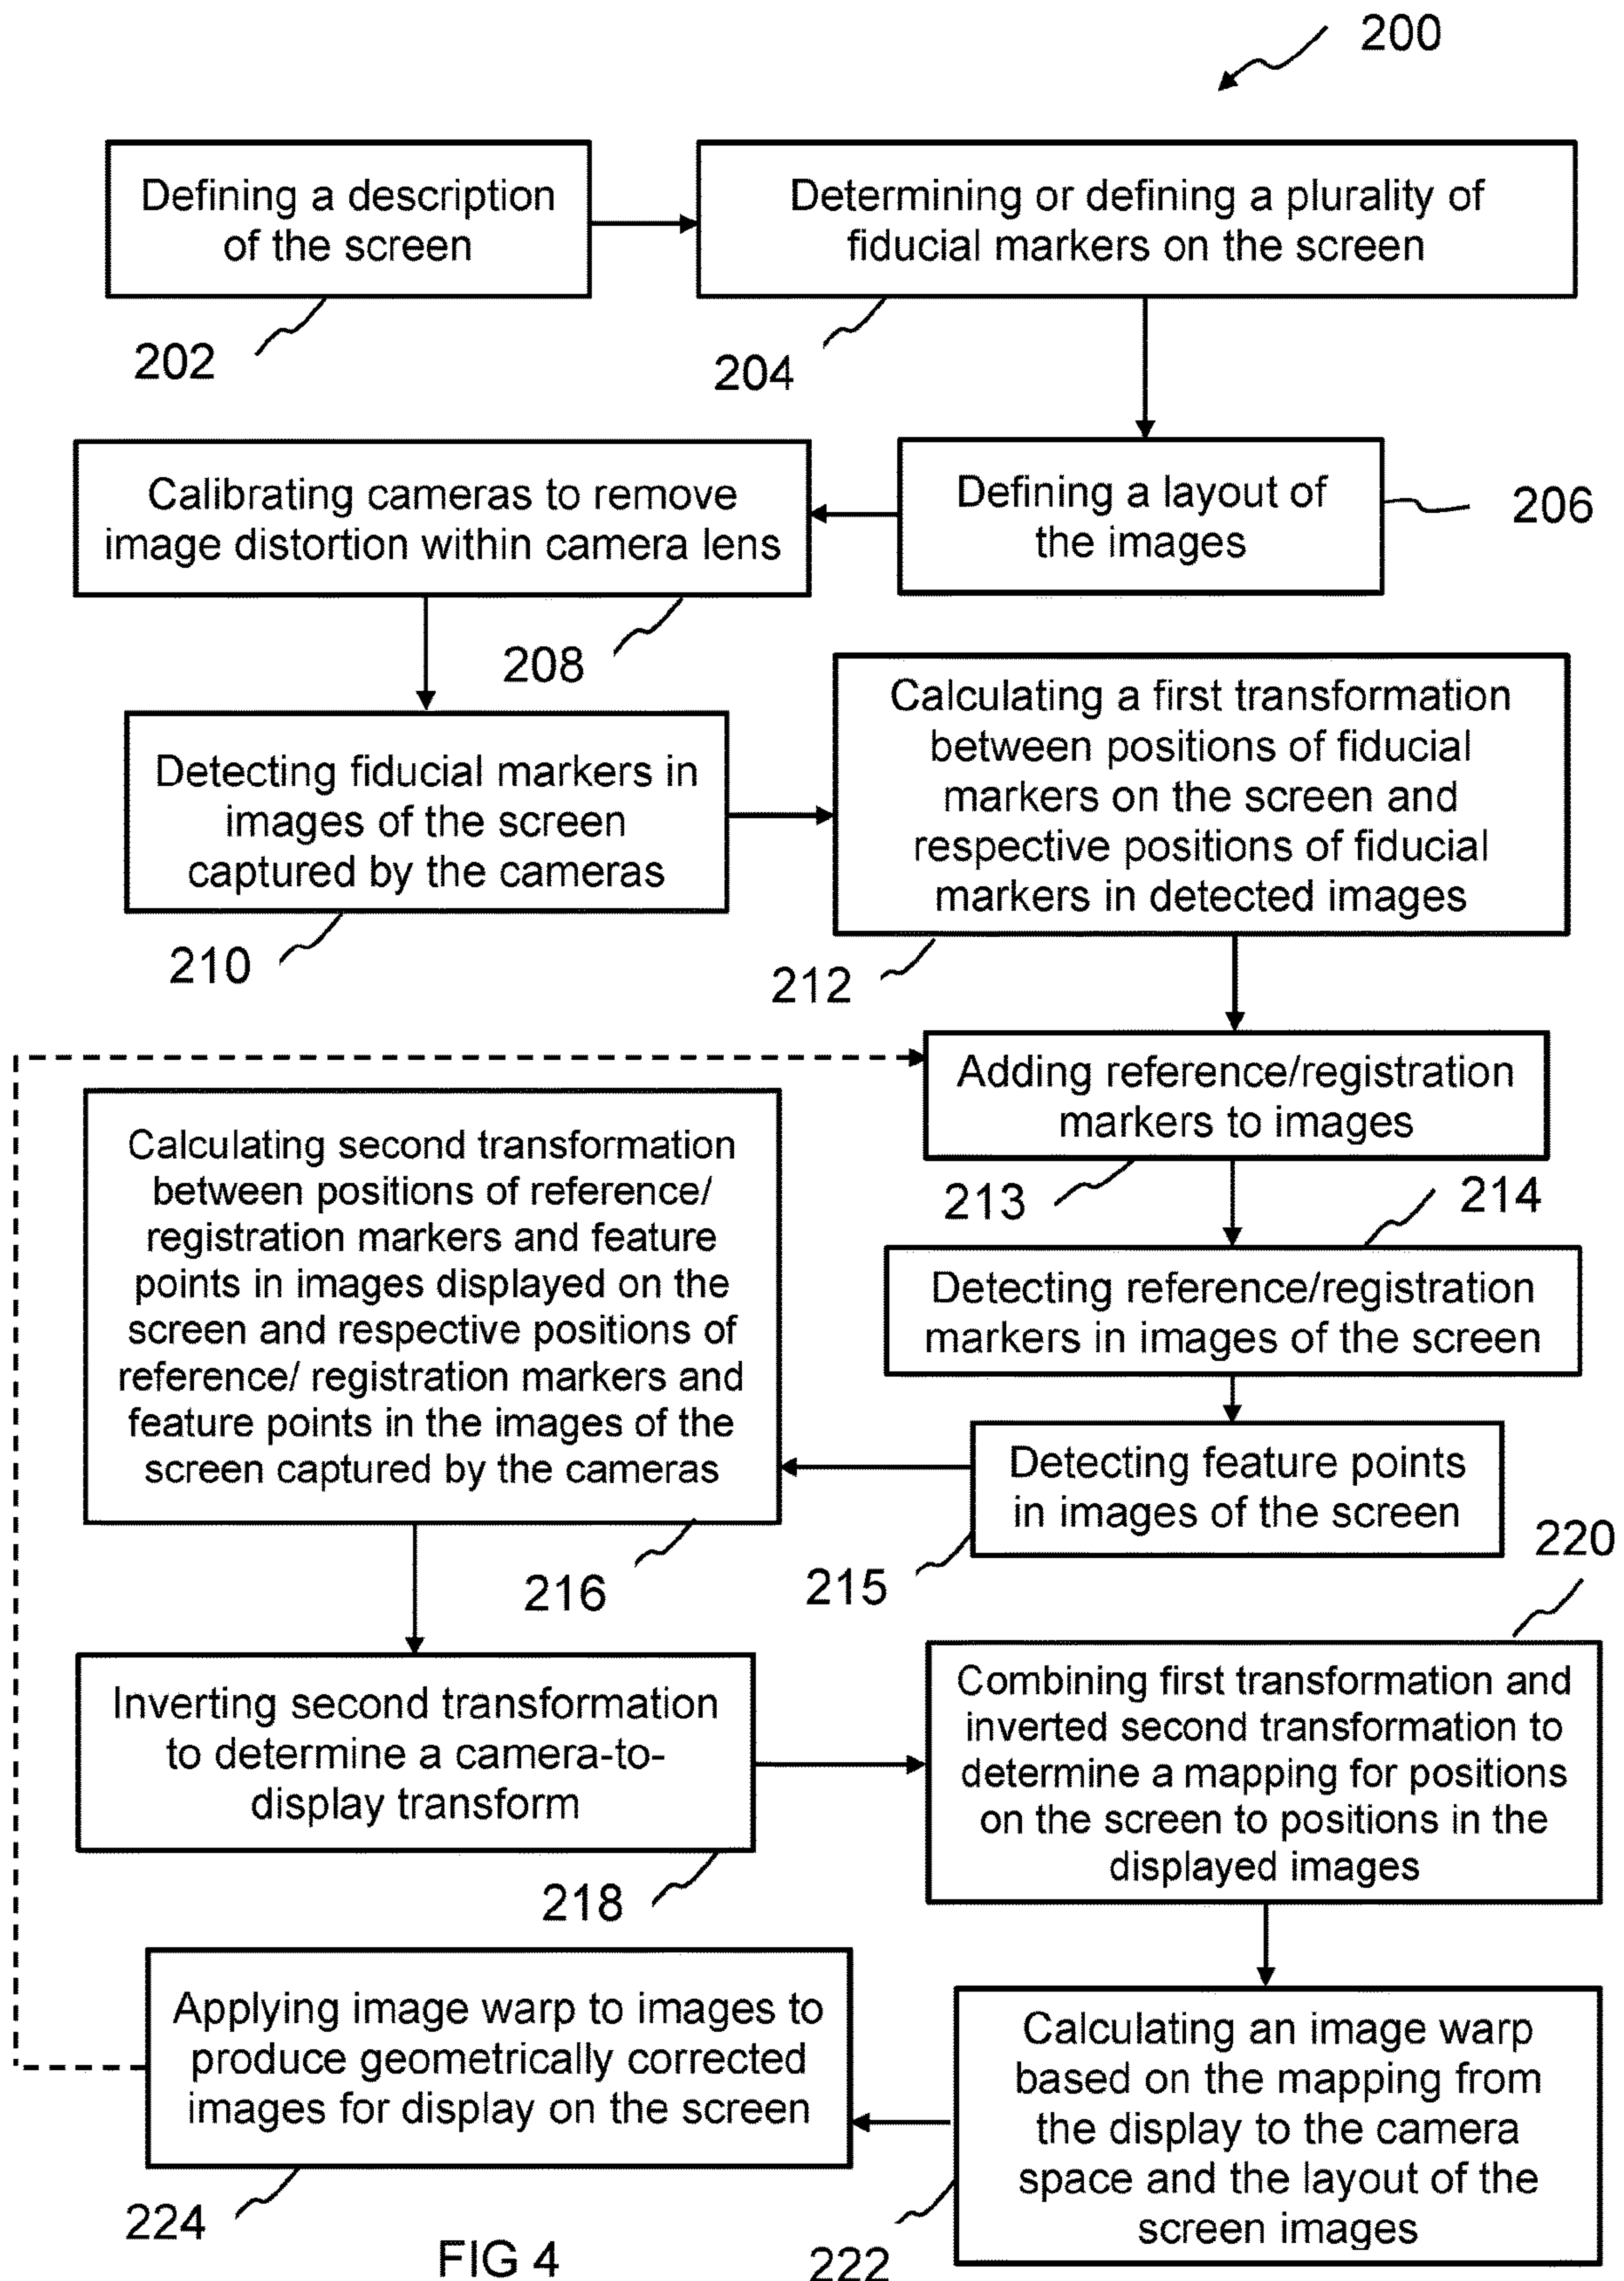 200
Defining a description
of the screen
202
Determining or defining a plurality of
fiducial markers on the screen
204
Defining a layout of
the images
206
Calibrating cameras to remove
image distortion within camera lens
208
Detecting fiducial markers in
images of the screen
captured by the cameras
210
Calculating a first transformation
between positions of fiducial
markers on the screen and
respective positions of fiducial
markers in detected images
212
Adding reference/registration
markers to images
213
214
Detecting reference/registration
markers in images of the screen
Detecting feature points
in images of the screen
215
Calculating second transformation
between positions of reference/
registration markers and feature
points in images displayed on the
screen and respective positions of
reference/ registration markers and
feature points in the images of the
screen captured by the cameras
216
Inverting second transformation
to determine a camera-to-
display transform
218
220
Combining first transformation and
inverted second transformation to
determine a mapping for positions
on the screen to positions in the
displayed images
Calculating an image warp
based on the mapping from
the display to the camera
space and the layout of the
screen images
222
Applying image warp to images to
produce geometrically corrected
images for display on the screen
224
FIG 4